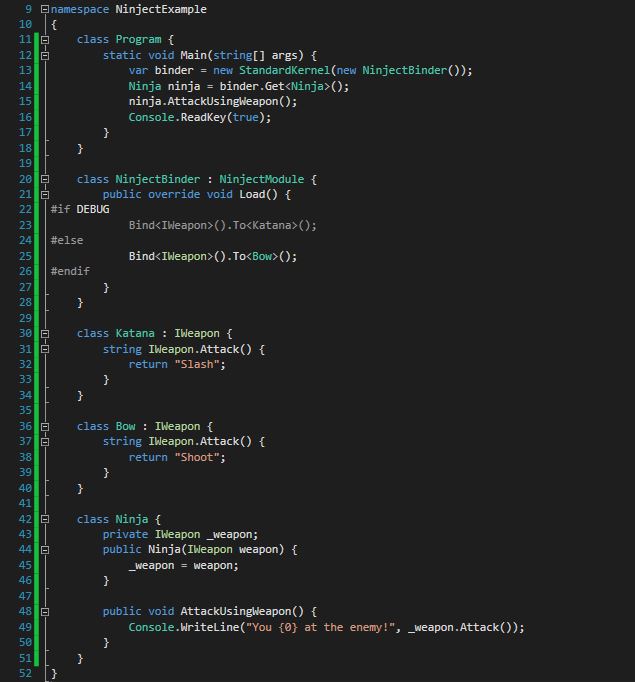 9 namespace NinjectExample
10 {
11     class Program {
12         static void Main(string[] args) {
13             var binder = new StandardKernel(new NinjectBinder());
14             Ninja ninja = binder.Get<Ninja>();
15             ninja.AttackUsingWeapon();
16             Console.ReadKey(true);
17         }
18     }
19
20     class NinjectBinder : NinjectModule {
21         public override void Load() {
22 #if DEBUG
23             Bind<IWeapon>().To<Katana>();
24 #else
25             Bind<IWeapon>().To<Bow>();
26 #endif
27         }
28     }
29
30     class Katana : IWeapon {
31         string IWeapon.Attack() {
32             return "Slash";
33         }
34     }
35
36     class Bow : IWeapon {
37         string IWeapon.Attack() {
38             return "Shoot";
39         }
40     }
41
42     class Ninja {
43         private IWeapon _weapon;
44         public Ninja(IWeapon weapon) {
45             _weapon = weapon;
46         }
47
48         public void AttackUsingWeapon() {
49             Console.WriteLine("You {0} at the enemy!", _weapon.Attack());
50         }
51     }
52 }